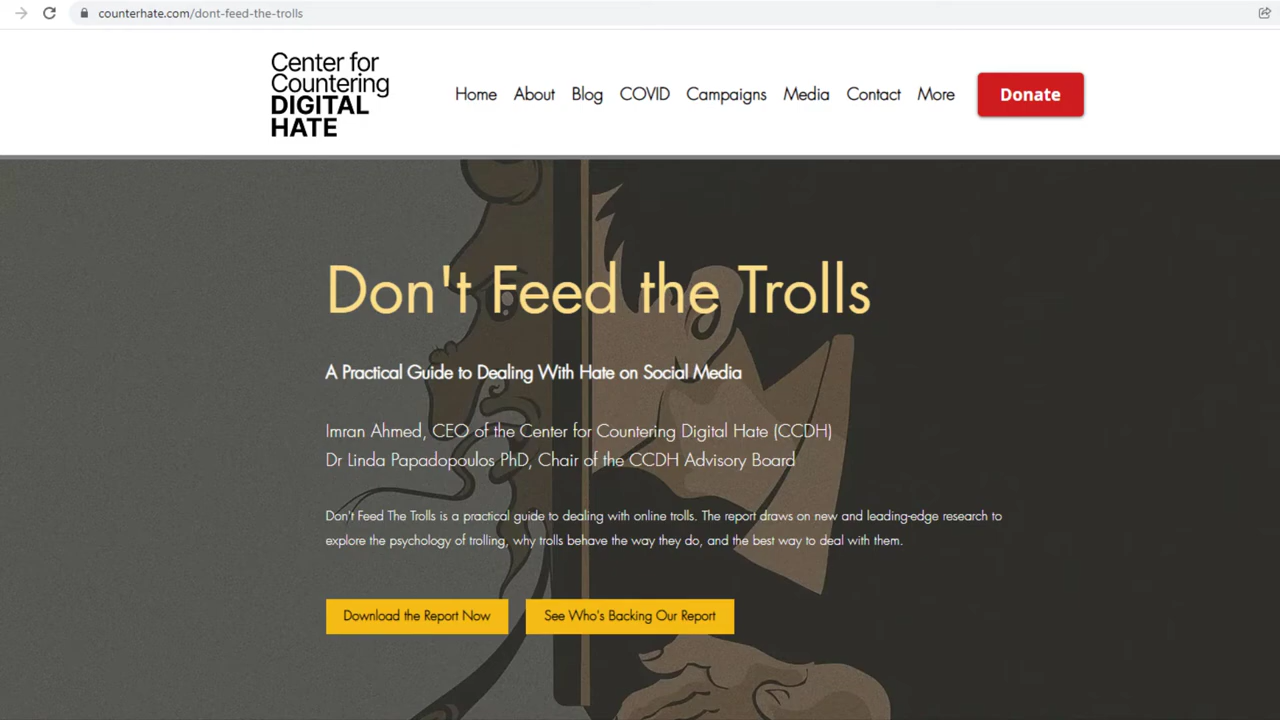 counterhate.com/dont-feed-the-trolls
Center for
Countering
DIGITAL
HATE
Home About Blog COVID Campaigns Media Contact More Donate
Don't Feed the Trolls
A Practical Guide to Dealing With Hate on Social Media
Imran Ahmed, CEO of the Center for Countering Digital Hate (CCDH)
Dr Linda Papadopoulos PhD, Chair of the CCDH Advisory Board
Don't Feed The Trolls is a practical guide to dealing with online trolls. The report draws on new and leading-edge research to
explore the psychology of trolling, why trolls behave the way they do, and the best way to deal with them.
Download the Report Now See Who's Backing Our Report